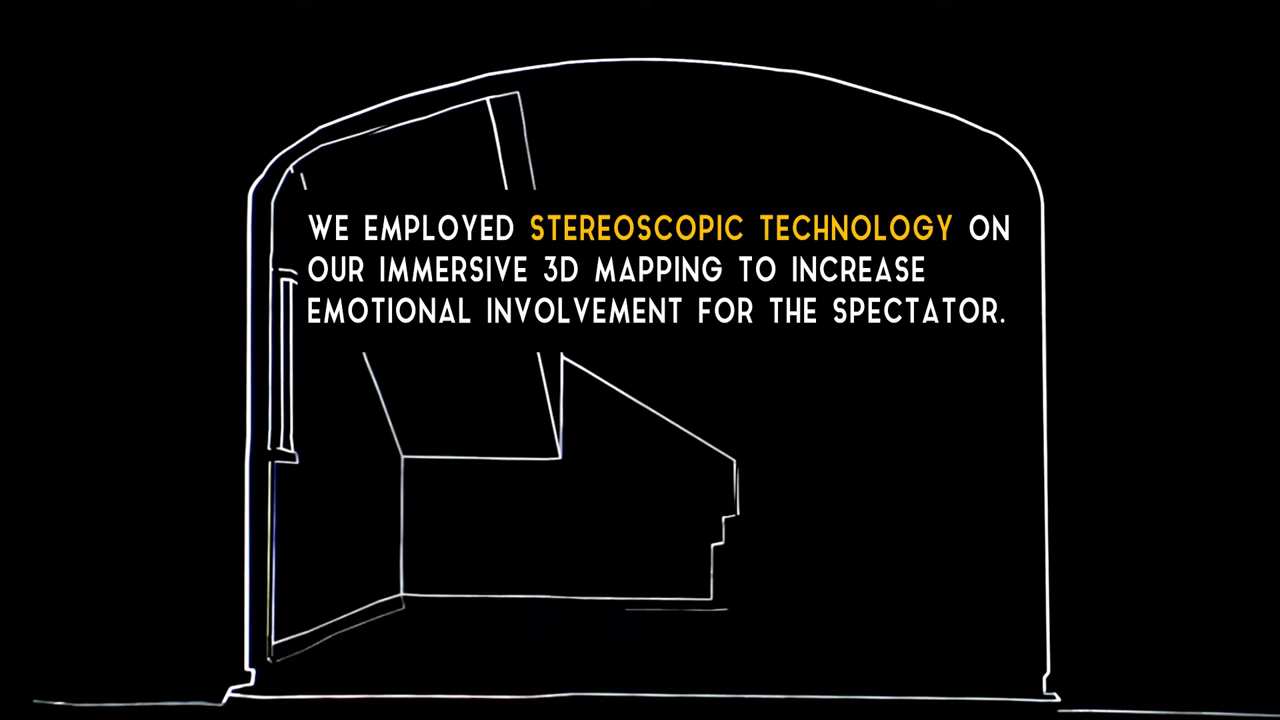 WE EMPLOYED STEREOSCOPIC TECHNOLOGY ON
OUR IMMERSIVE 3D MAPPING TO INCREASE
EMOTIONAL INVOLVEMENT FOR THE SPECTATOR.